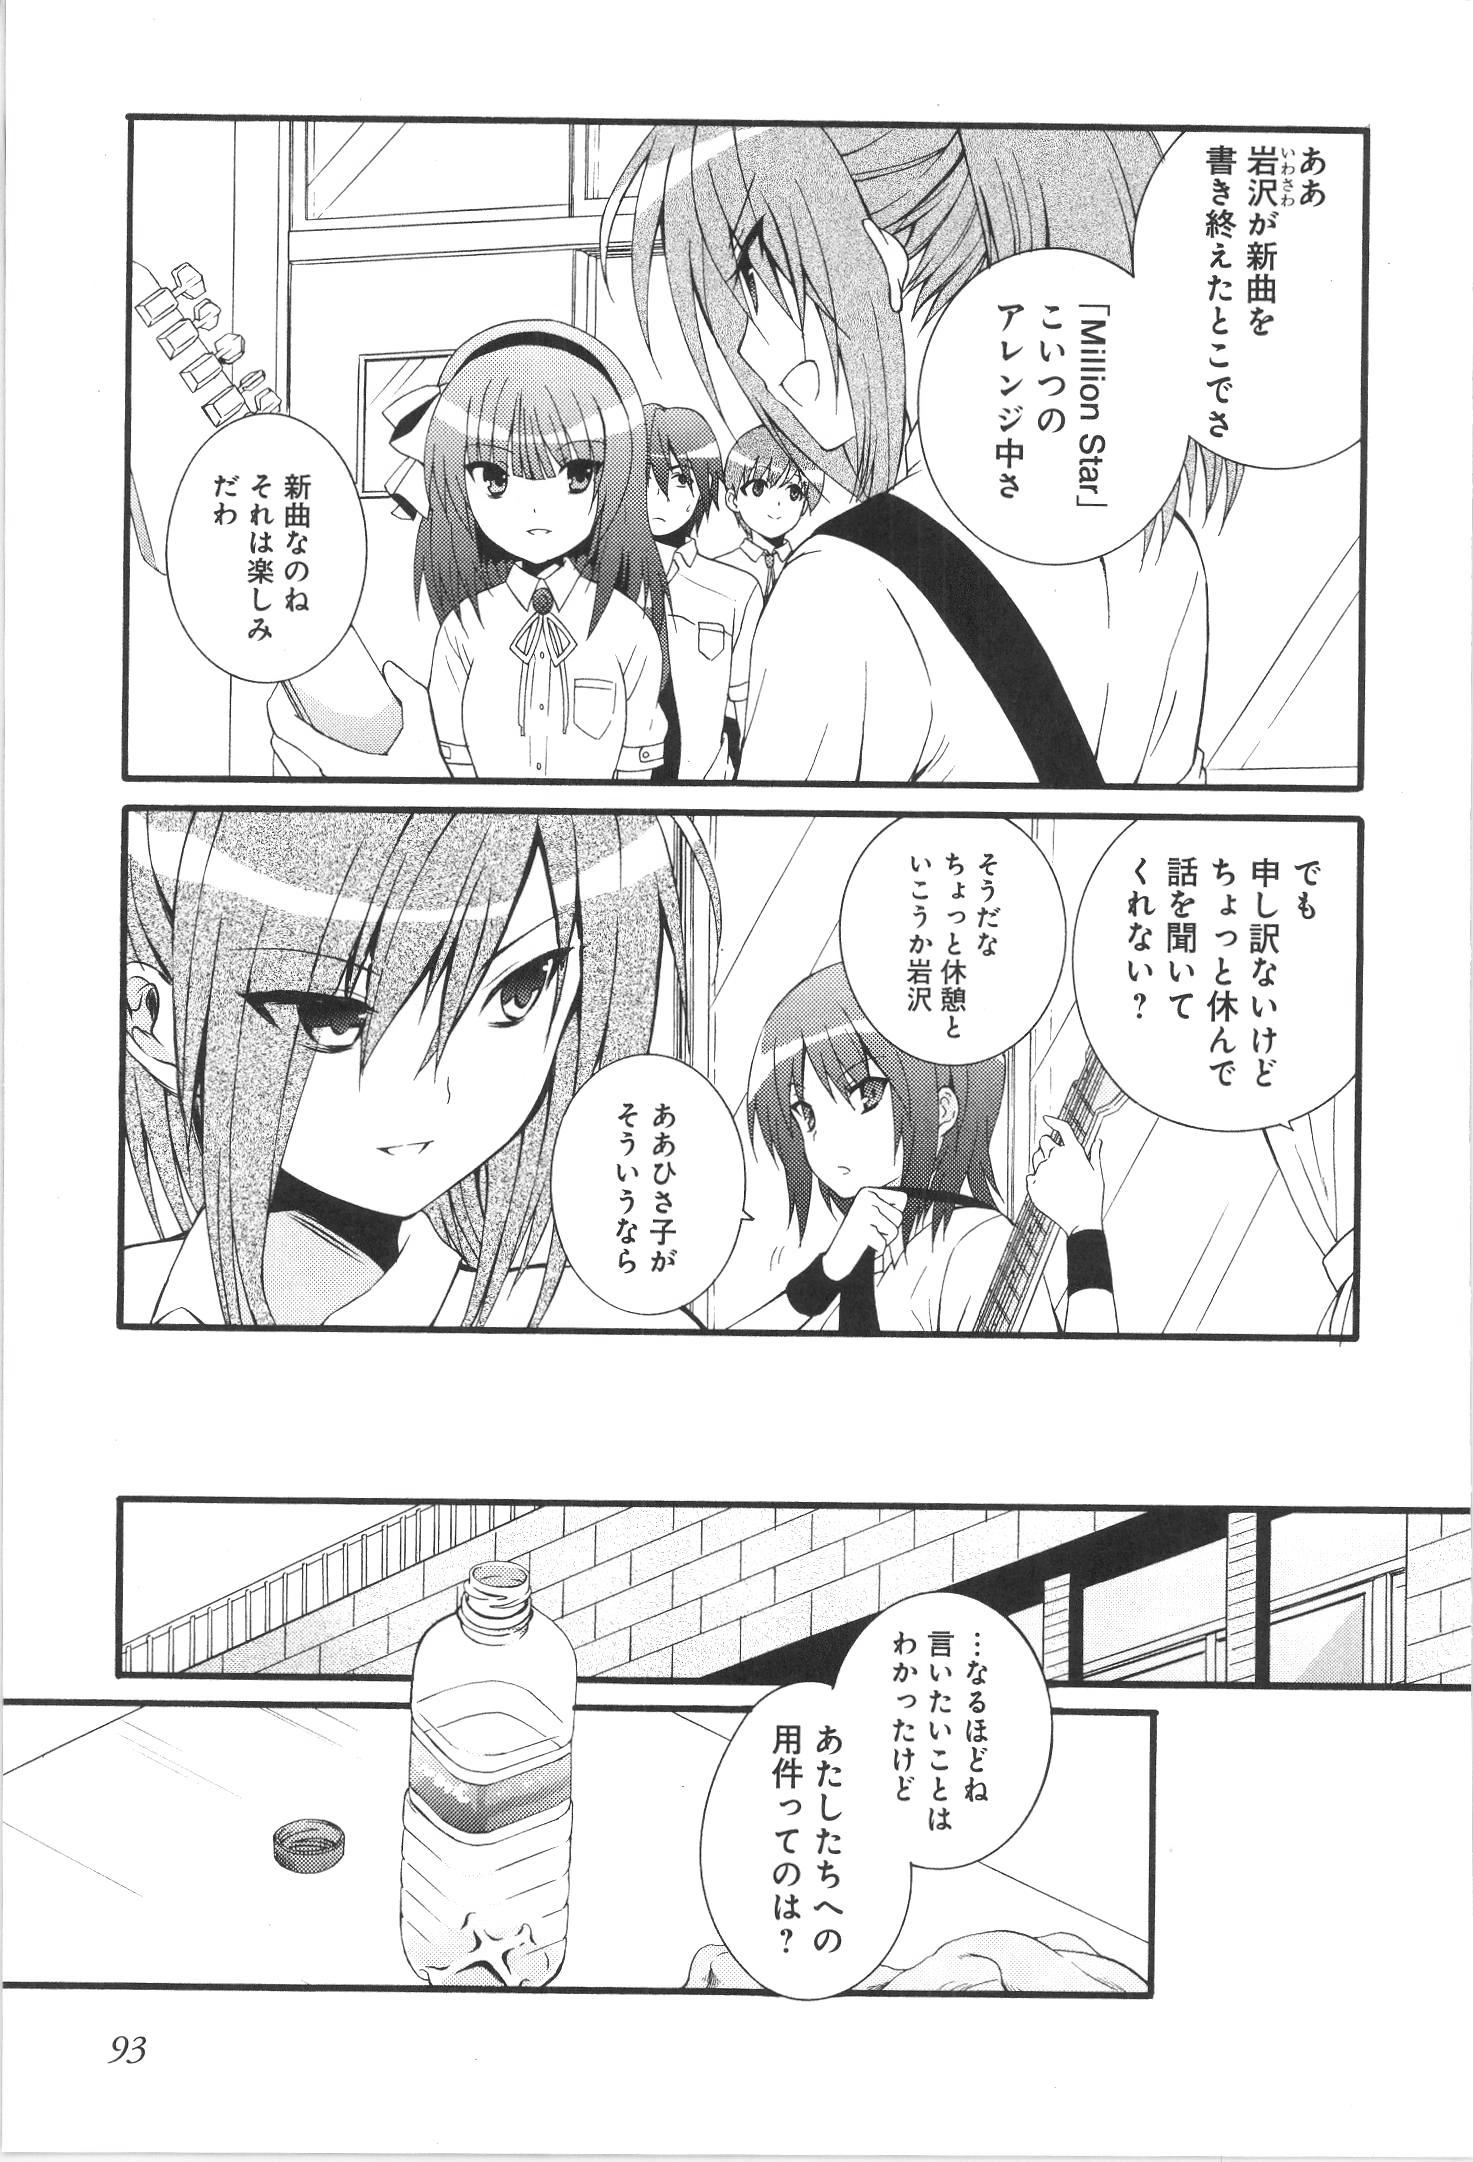 ああ
岩沢が新曲を
いわさわ
書き終えたとこでさ
「Million Star」
こいつの
アレンジ中さ
新曲なのね
それは楽しみ
だわ
でも
申し訳ないけど
ちょっと休んで
話を聞いて
くれない?
そうだな
ちょっと休憩と
いこうか岩沢
ああひさ子が
そういうなら
…なるほどね
言いたいことは
わかったけど
あたしたちへの
用件ってのは?
93